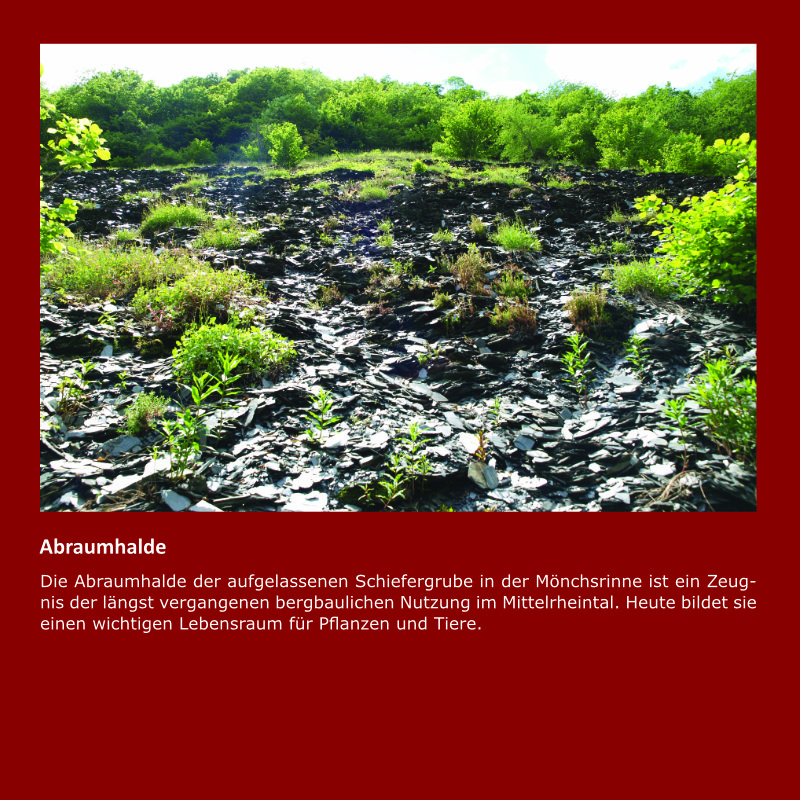 Abraumhalde
Die Abraumhalde der aufgelassenen Schiefergrube in der Mönchsrinne ist ein Zeug-
nis der längst vergangenen bergbaulichen Nutzung im Mittelrheintal. Heute bildet sie
einen wichtigen Lebensraum für Pflanzen und Tiere.